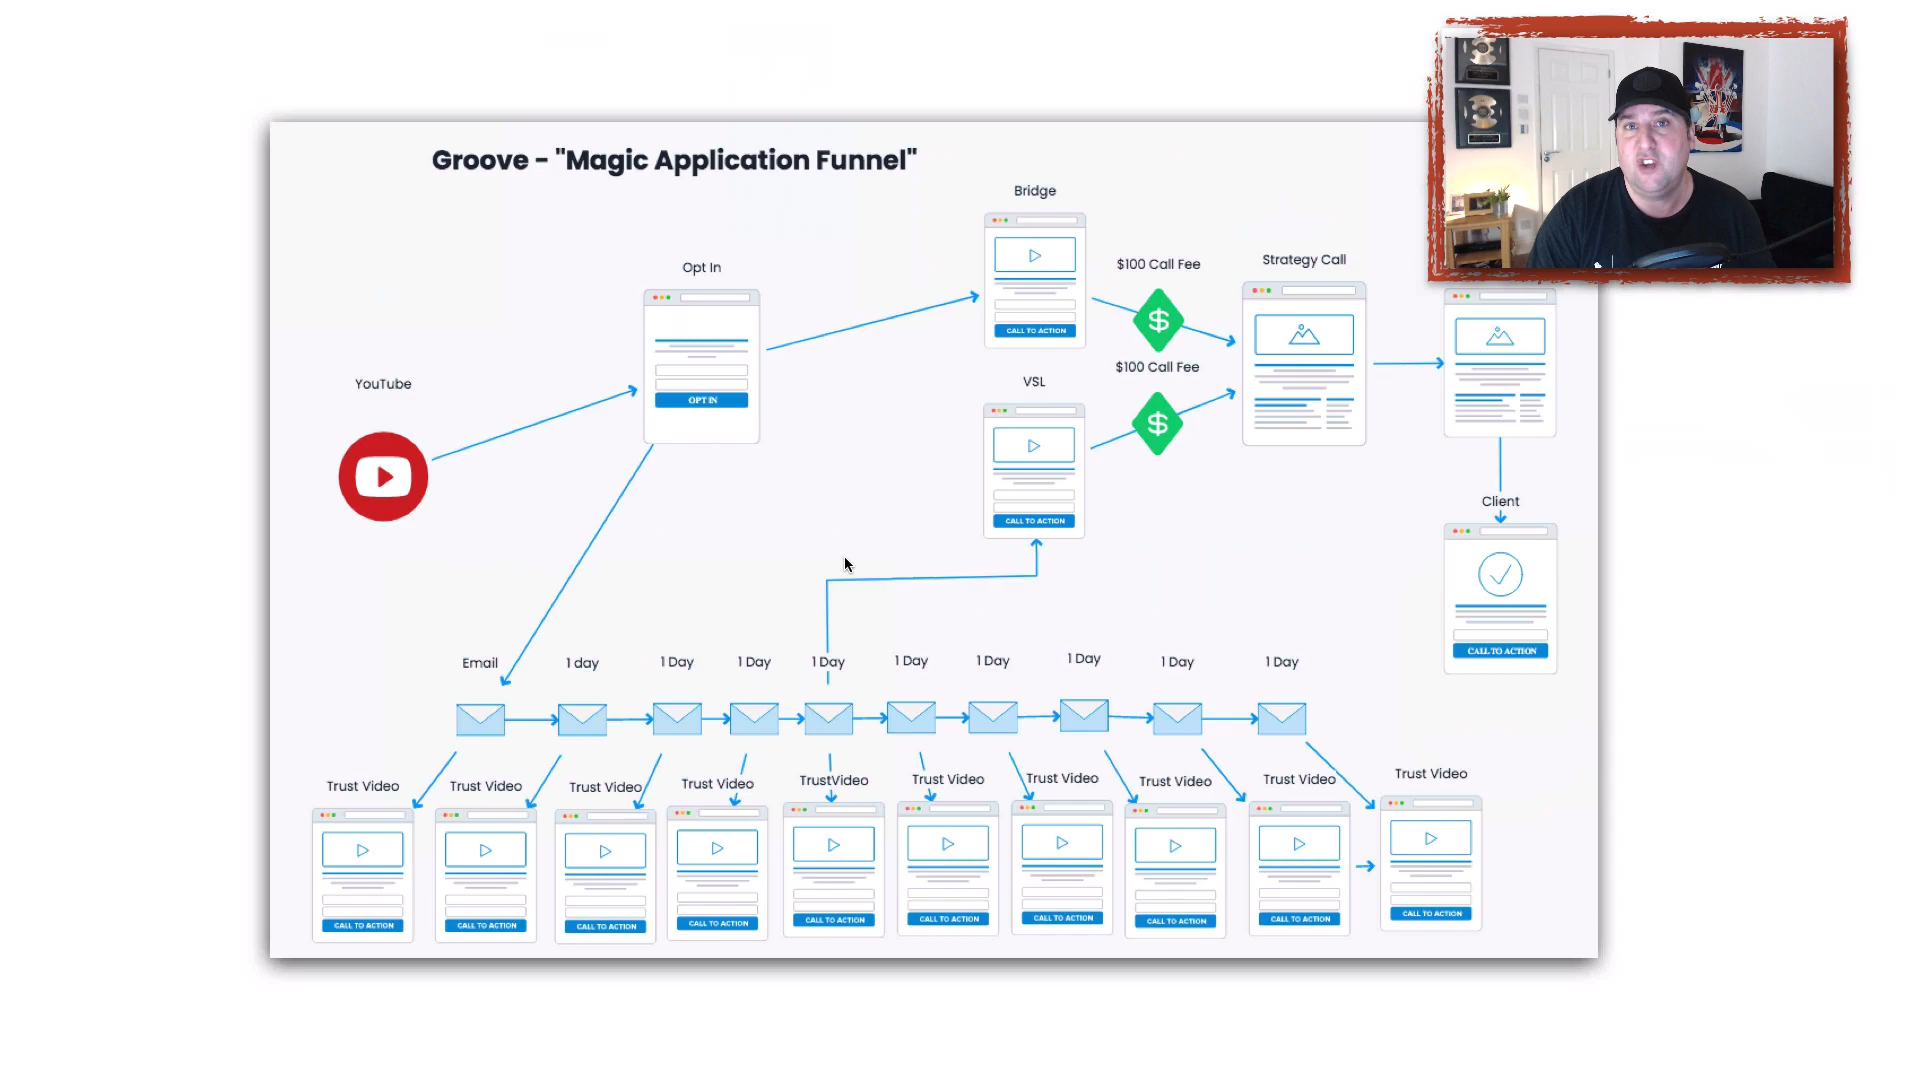 Groove - "Magic Application Funnel"
Bridge
$100 Call Fee
Strategy Call
Opt In
CALL TO ACTION
$100 Call Fee
VSL
YouTube
OPT IN
CALL TO ACTION
Client
CALL TO ACTION
Email
1 day
1 Day
1 Day
1 Day
1 Day
1 Day
1 Day
1 Day
1 Day
Trust Video
Trust Video
Trust Video
Trust Video
TrustVideo
Trust Video
Trust Video
Trust Video
Trust Video
Trust Video
CALL TO ACTION
CALL TO ACTION
CALL TO ACTION
CALL TO ACTION
CALL TO ACTION
CALL TO ACTION
CALL TO ACTION
CALL TO ACTION
CALL TO ACTION
CALL TO ACTION